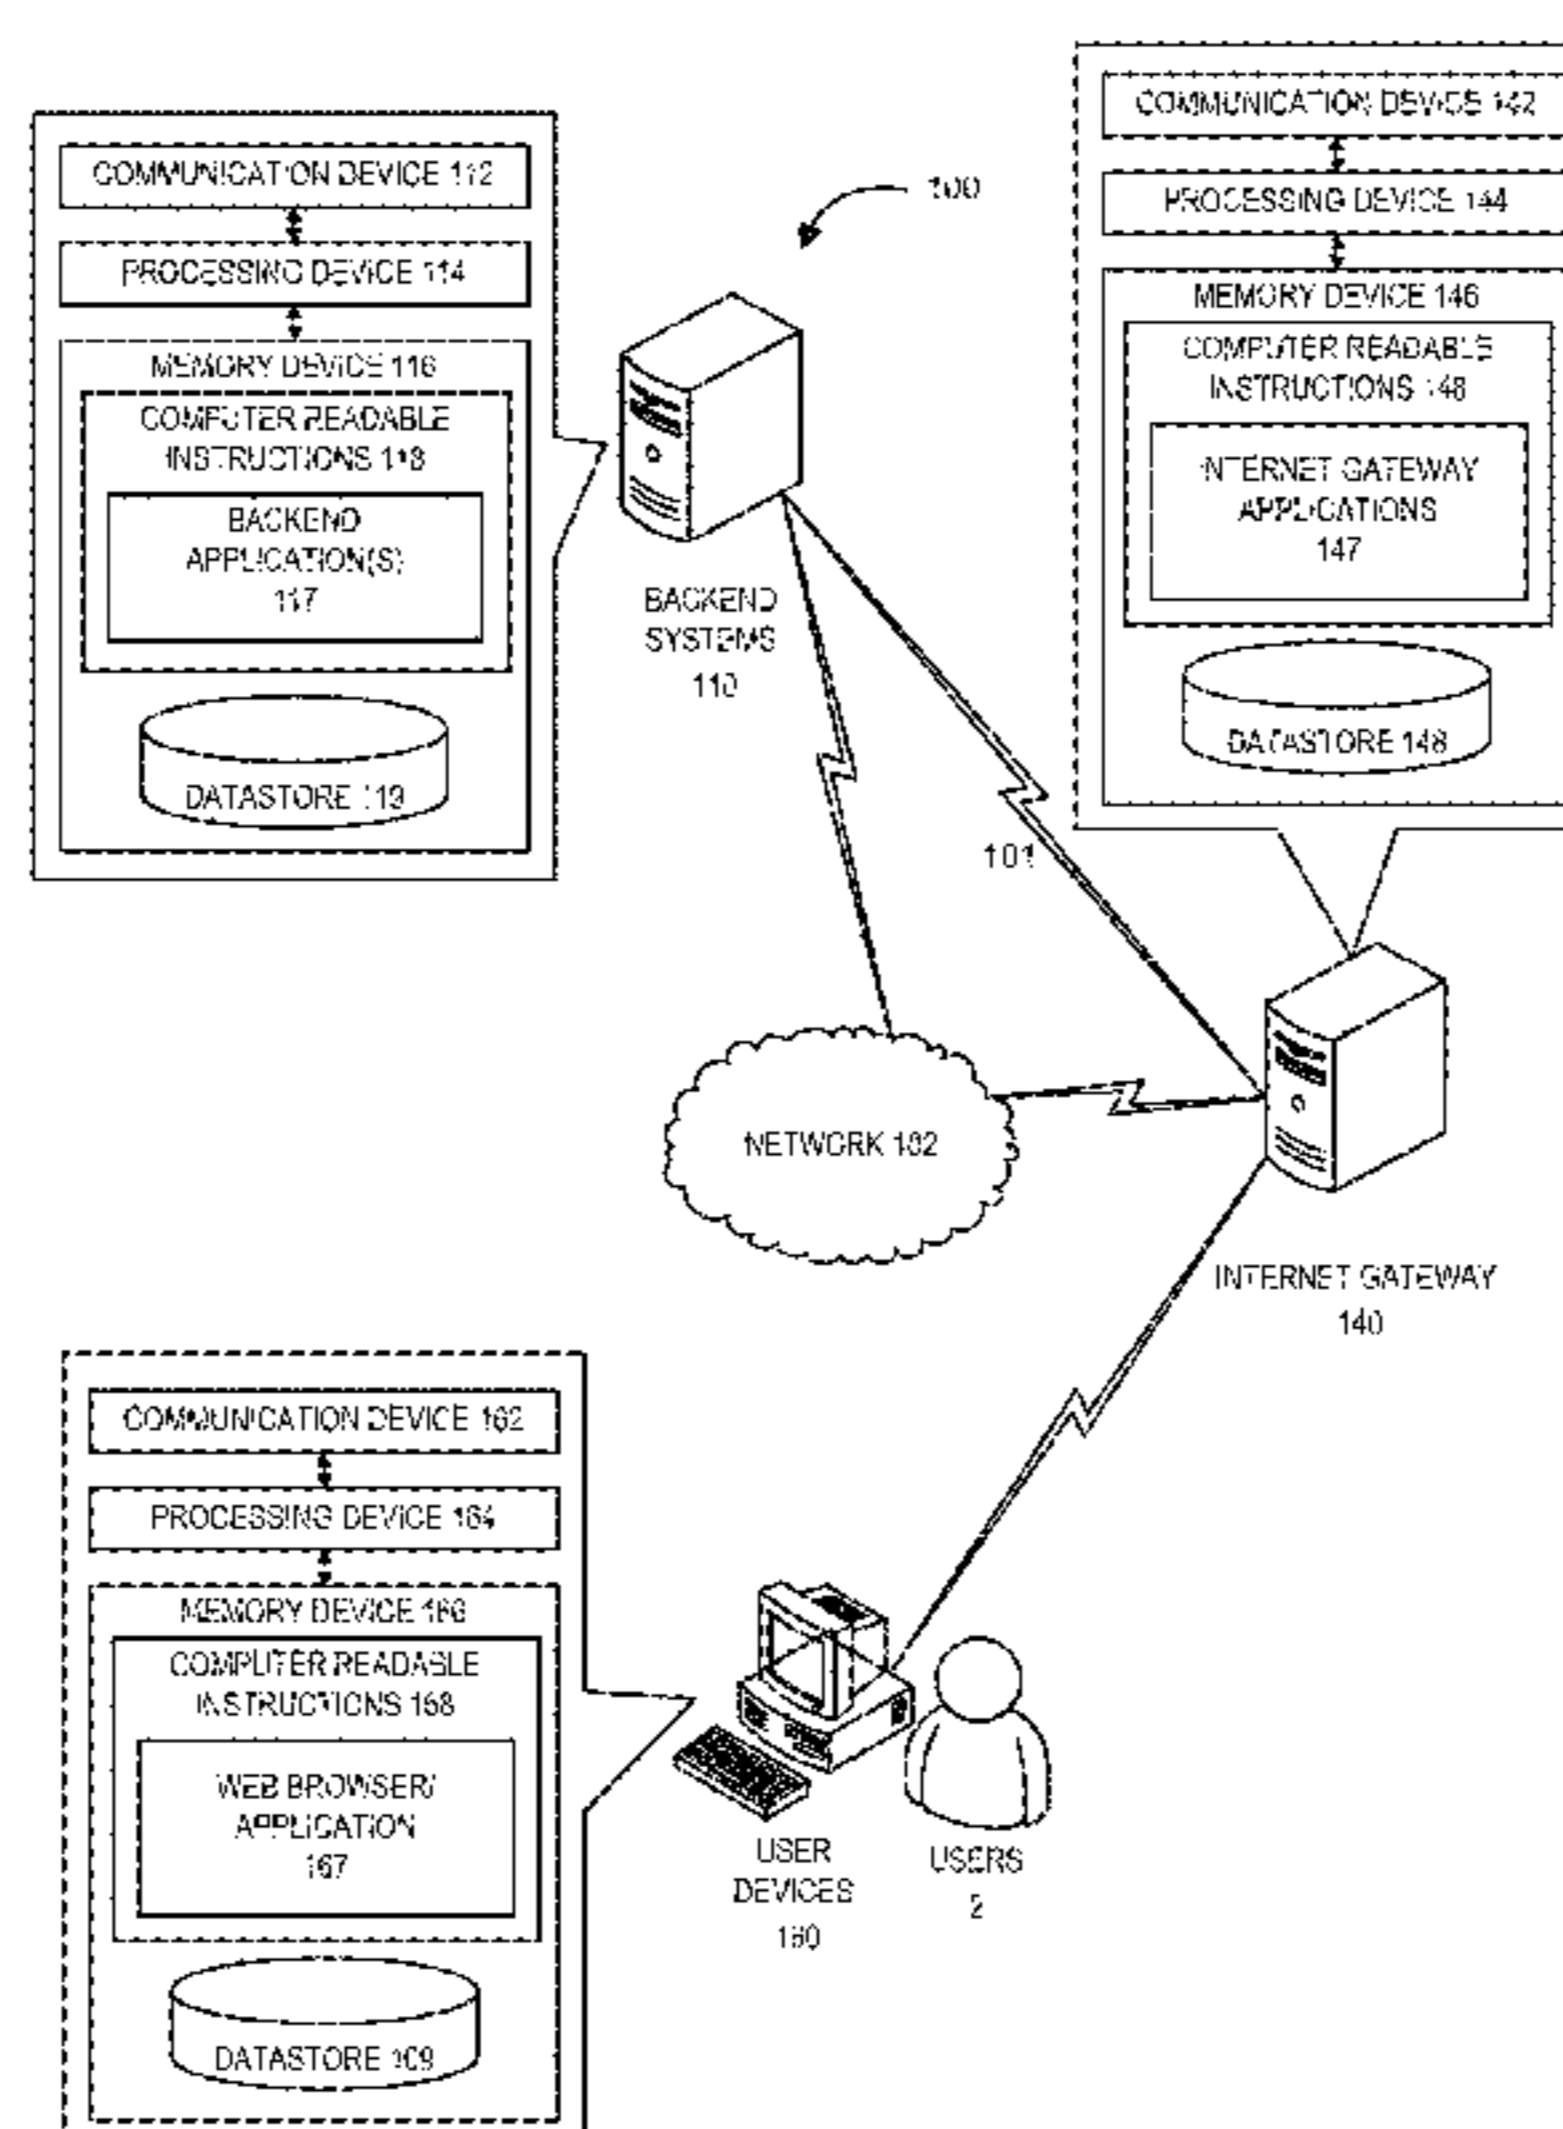 COMMUNICATION DEVICE 112
PROCESSING DEVICE 114
MEMORY DEVICE 116
COMPUTER READABLE
INSTRUCTIONS 118
BACKEND
APPLICATION(S)
117
DATASTORE 119
100
BACKEND
SYSTEMS
110
COMMUNICATION DEVICE 142
PROCESSING DEVICE 144
MEMORY DEVICE 146
COMPUTER READABLE
INSTRUCTIONS 148
INTERNET GATEWAY
APPLICATIONS
147
DATASTORE 148
101
NETWORK 102
INTERNET GATEWAY
140
COMMUNICATION DEVICE 162
PROCESSING DEVICE 164
MEMORY DEVICE 166
COMPUTER READABLE
INSTRUCTIONS 168
WEB BROWSER/
APPLICATION
167
DATASTORE
USER
DEVICES
160
USERS
2